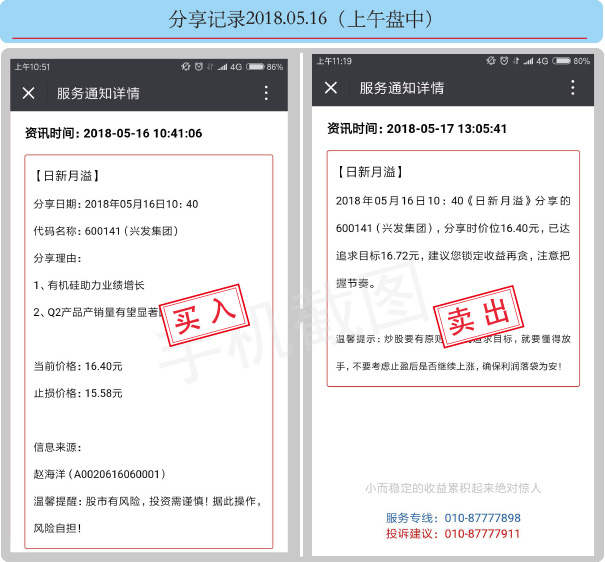 分享记录2018.05.16（上午盘中）
上午10:51
4G
86%
服务通知详情
资讯时间：2018-05-16 10:41:06
【日新月溢】
分享日期：2018年05月16日10：40
代码名称：600141（兴发集团）
分享理由：
1、有机硅助力业绩增长
2、Q2产品产销量有望显著
买入
当前价格：16.40元
止损价格：15.58元
信息来源：
赵海洋（A0020616060001）
温馨提醒：股市有风险，投资需谨慎！据此操作，
风险自担！
上午11:19
4G
80%
服务通知详情
资讯时间：2018-05-17 13:05:41
【日新月溢】
2018年05月16日10：40《日新月溢》分享的
600141（兴发集团），分享时价位16.40元，已达
追求目标16.72元，建议您锁定收益再贪，注意把
握节奏。
卖出
温馨提示：炒股要有原则 追求目标，就要懂得放
手，不要考虑止盈后是否继续上涨，确保利润落袋为安！
小而稳定的收益累积起来绝对惊人
服务专线：010-87777898
投诉建议：010-87777911
手机截图